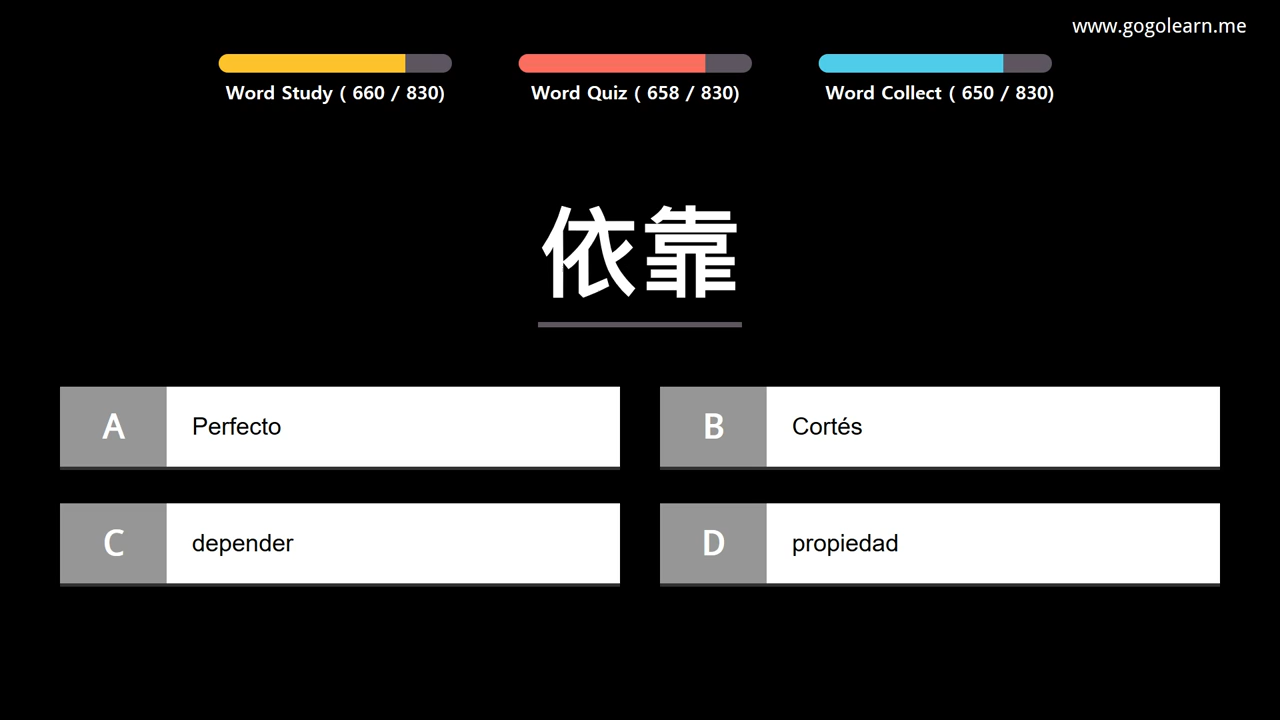 www.gogolearn.me
Word Study ( 660 / 830)
Word Quiz ( 658 / 830)
Word Collect ( 650 / 830)
依靠
A Perfecto
B Cortés
C depender
D propiedad